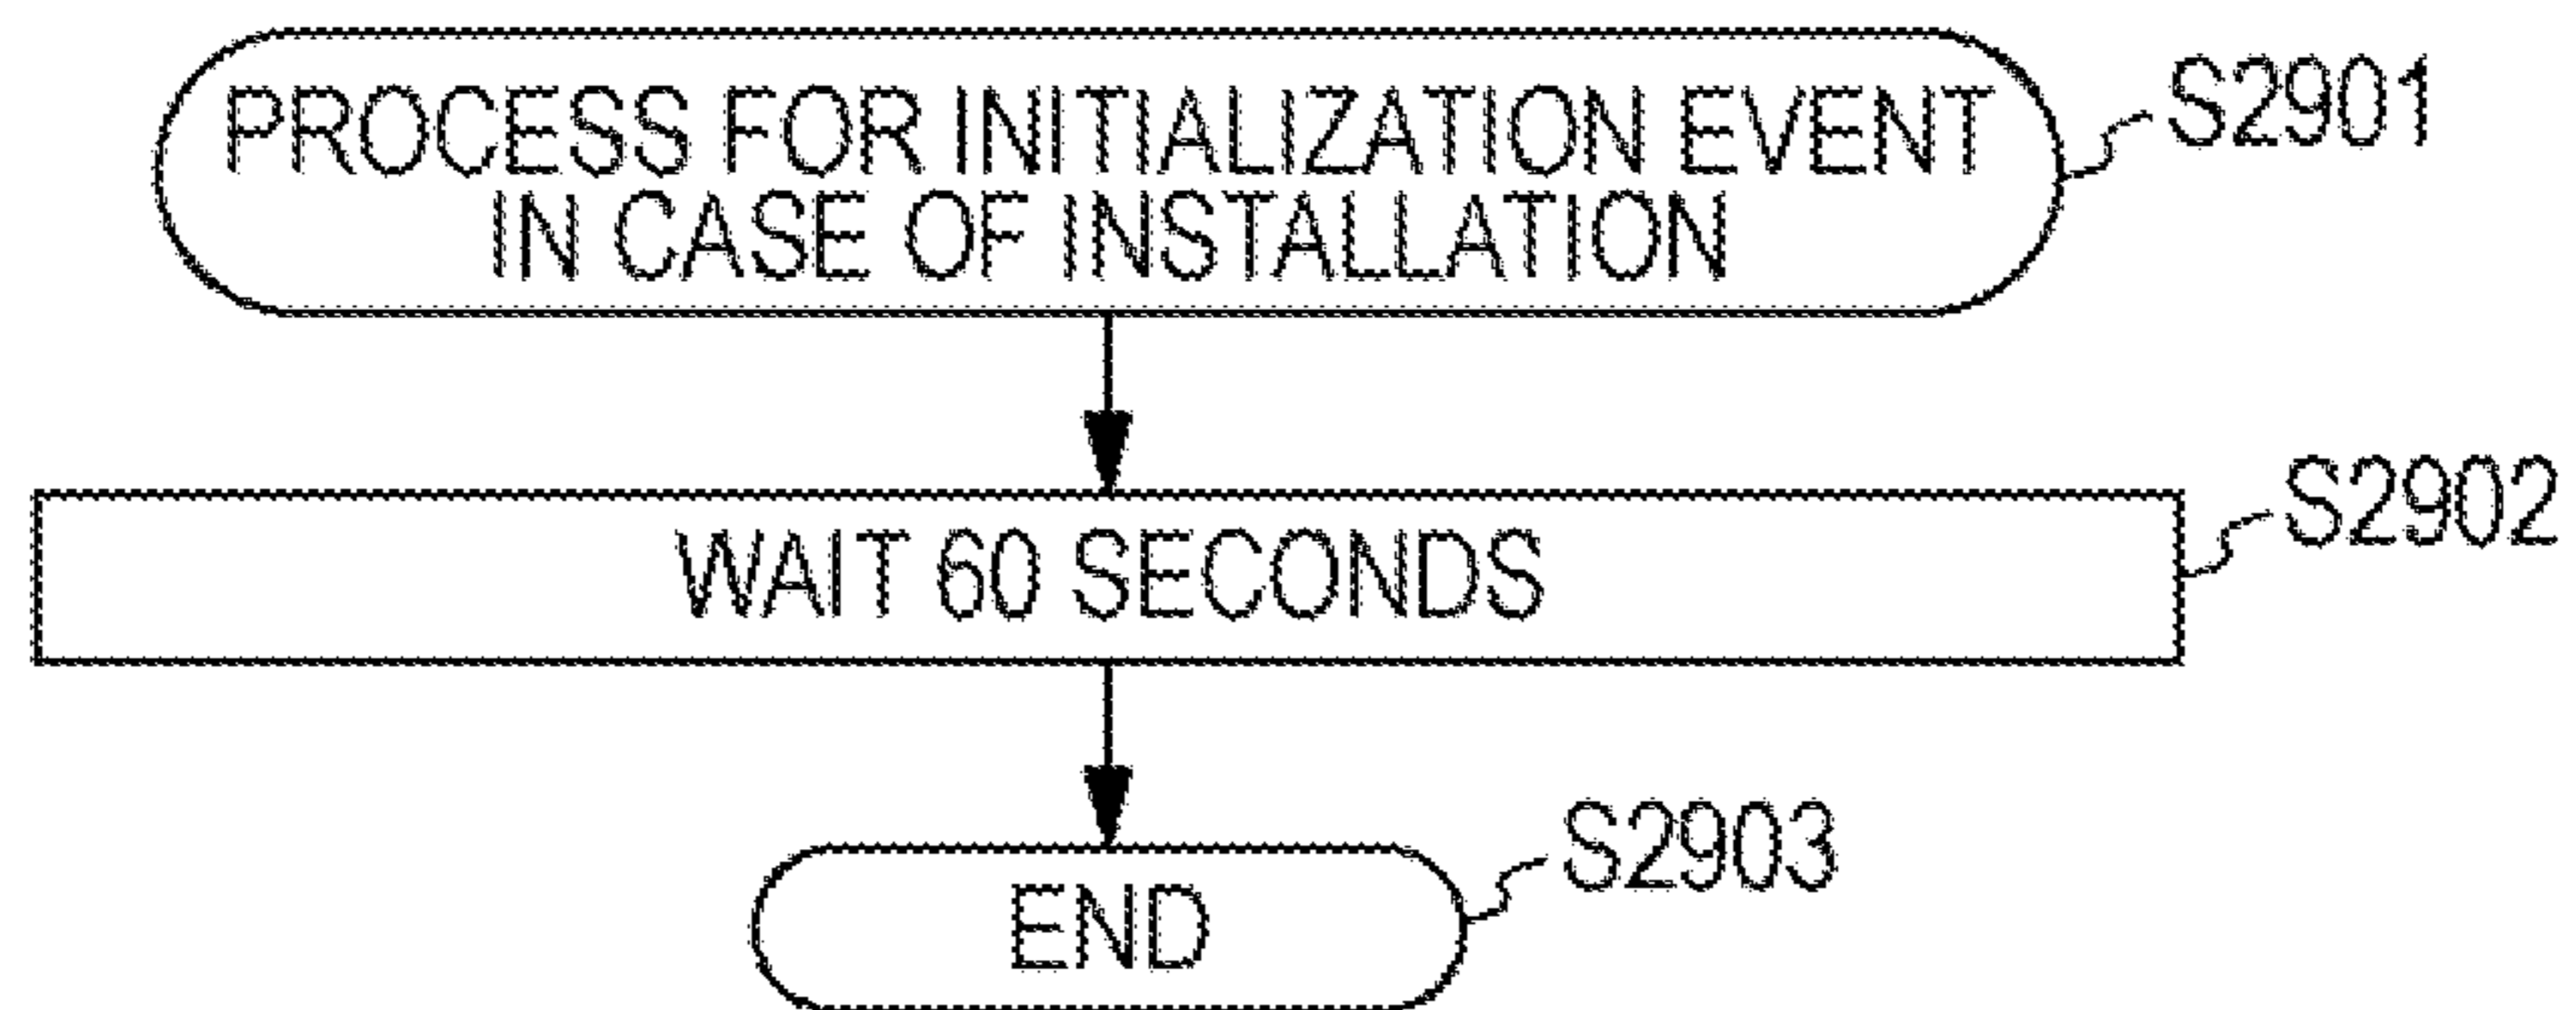 PROCESS FOR INITIALIZATION EVENT
IN CASE OF INSTALLATION
S2901
WAIT 60 SECONDS
S2902
END
S2903